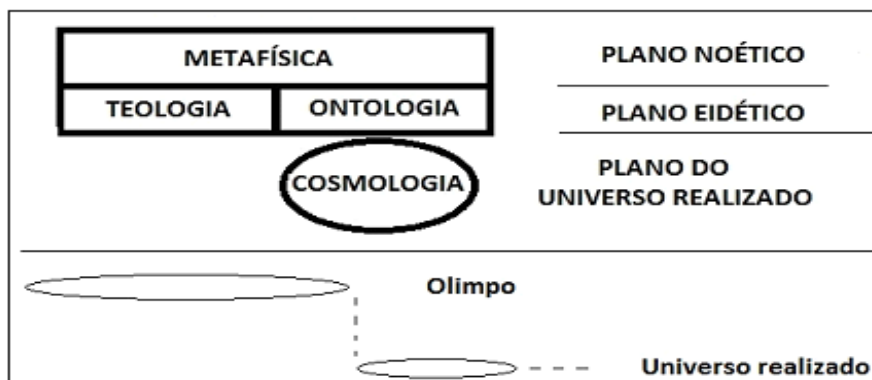 METAFÍSICA
PLANO NOÉTICO
TEOLOGIA
ONTOLOGIA
PLANO EIDÉTICO
COSMOLOGIA
PLANO DO
UNIVERSO REALIZADO
Olimpo
Universo realizado